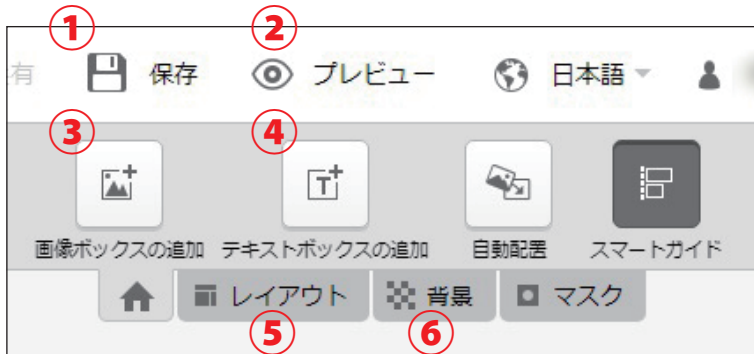 ① ②
有 保存 プレビュー 日本語
③ ④
画像ボックスの追加 テキストボックスの追加 自動配置 スマートガイド
レイアウト 背景 マスク
⑤ ⑥